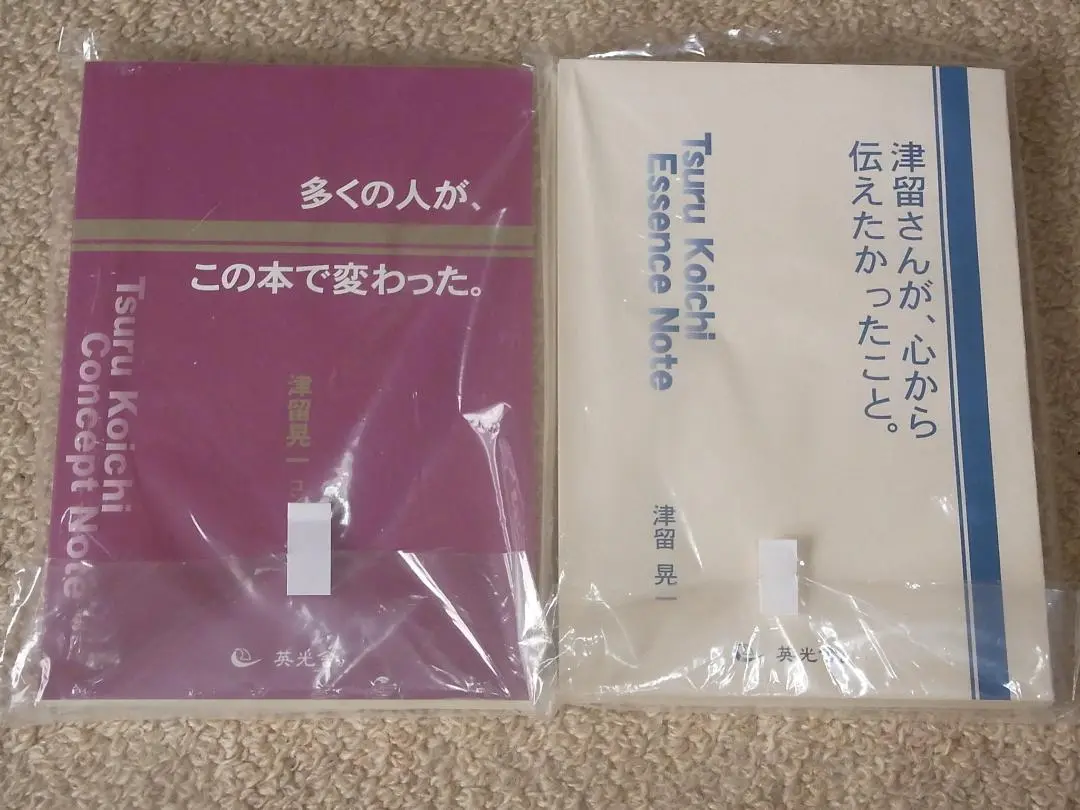 多くの人が、
この本で変わった。
Tsuru Koichi
Concept Note
津留晃一
英光
津留さんが、心から
伝えたかったこと。
Tsuru Koichi
Essence Note
津留 晃一
英光